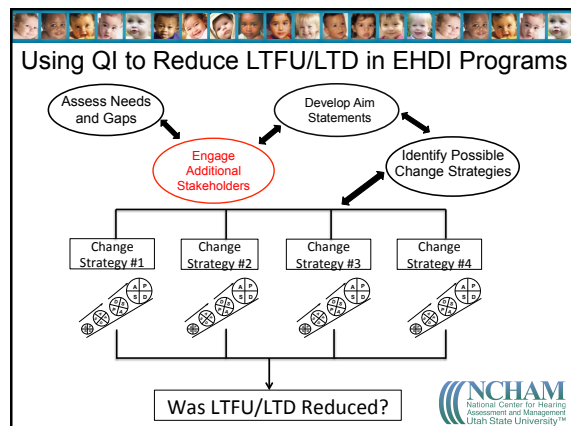 Using QI to Reduce LTFU/LTD in EHDI Programs
Assess Needs
and Gaps
Develop Aim
Statements
Engage
Additional
Stakeholders
Identify Possible
Change Strategies
Change
Strategy #1
Change
Strategy #2
Change
Strategy #3
Change
Strategy #4
A P
S D
A P
S D
A P
S D
A P
S D
Was LTFU/LTD Reduced?
NCHAM
National Center for Hearing
Assessment and Management
Utah State University™